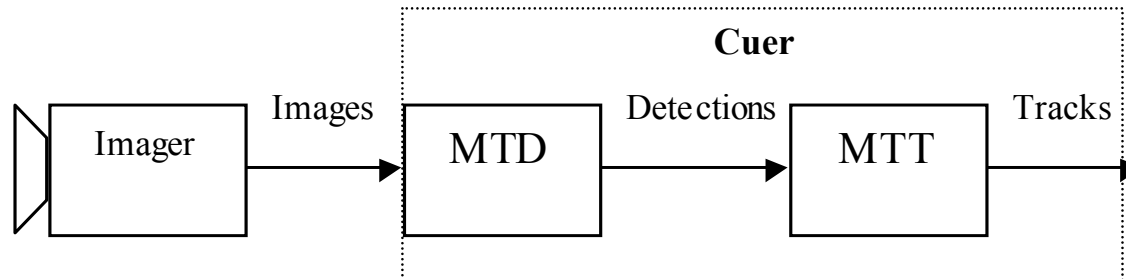 Cuer
Images
Detections
Tracks
Imager
MTD
MTT